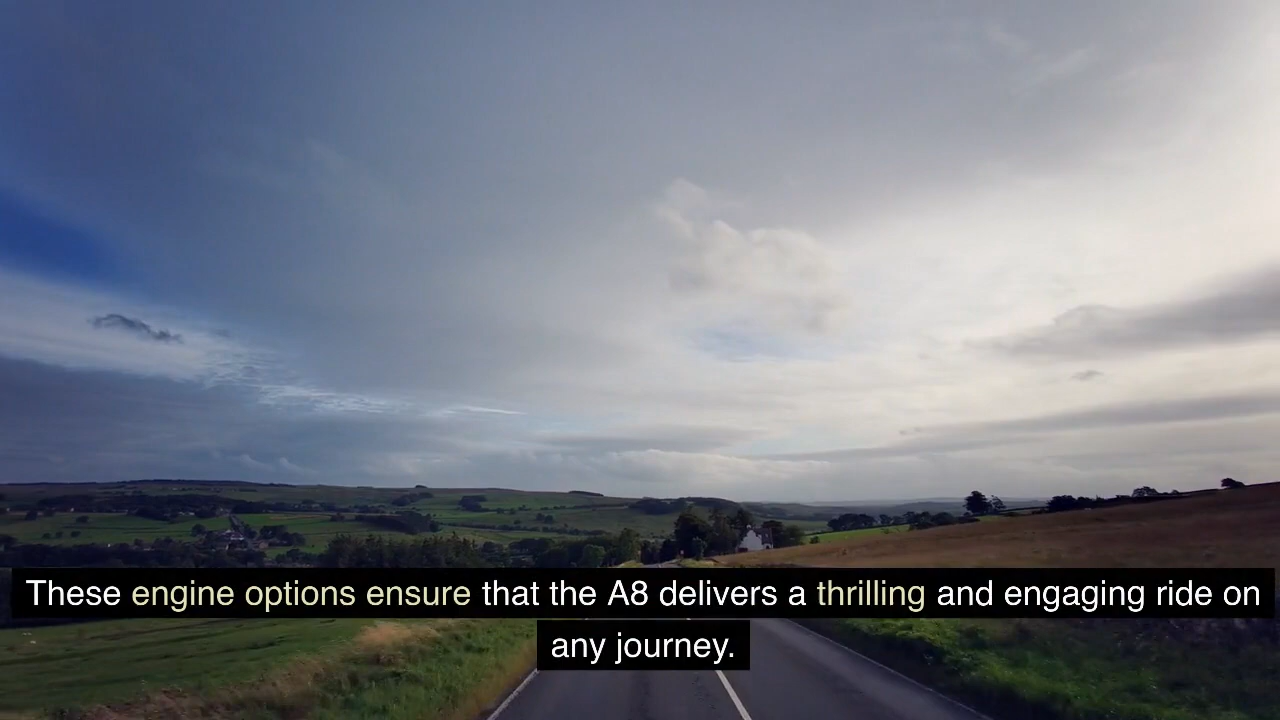 These engine options ensure that the A8 delivers a thrilling and engaging ride on
any journey.